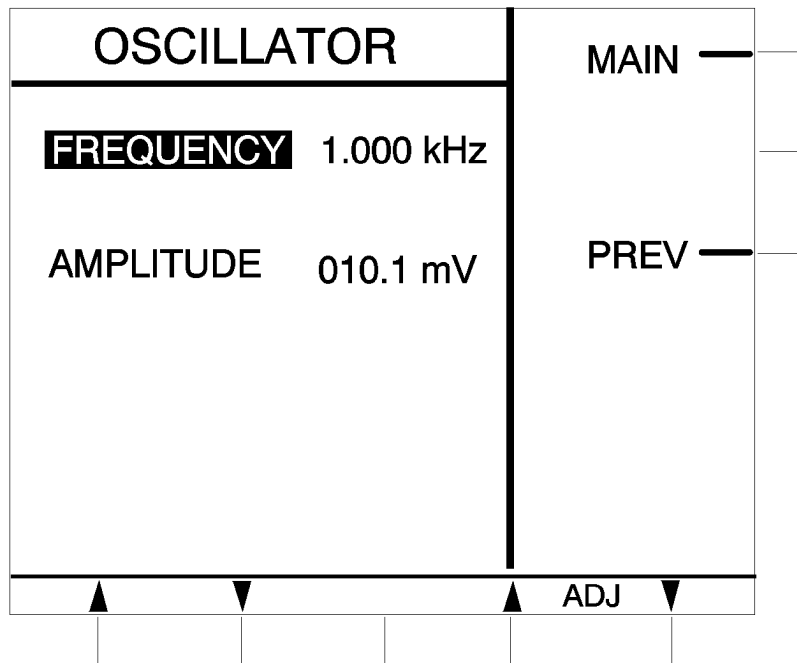 OSCILLATOR
MAIN
FREQUENCY 1.000 kHz
AMPLITUDE 010.1 mV
PREV
ADJ